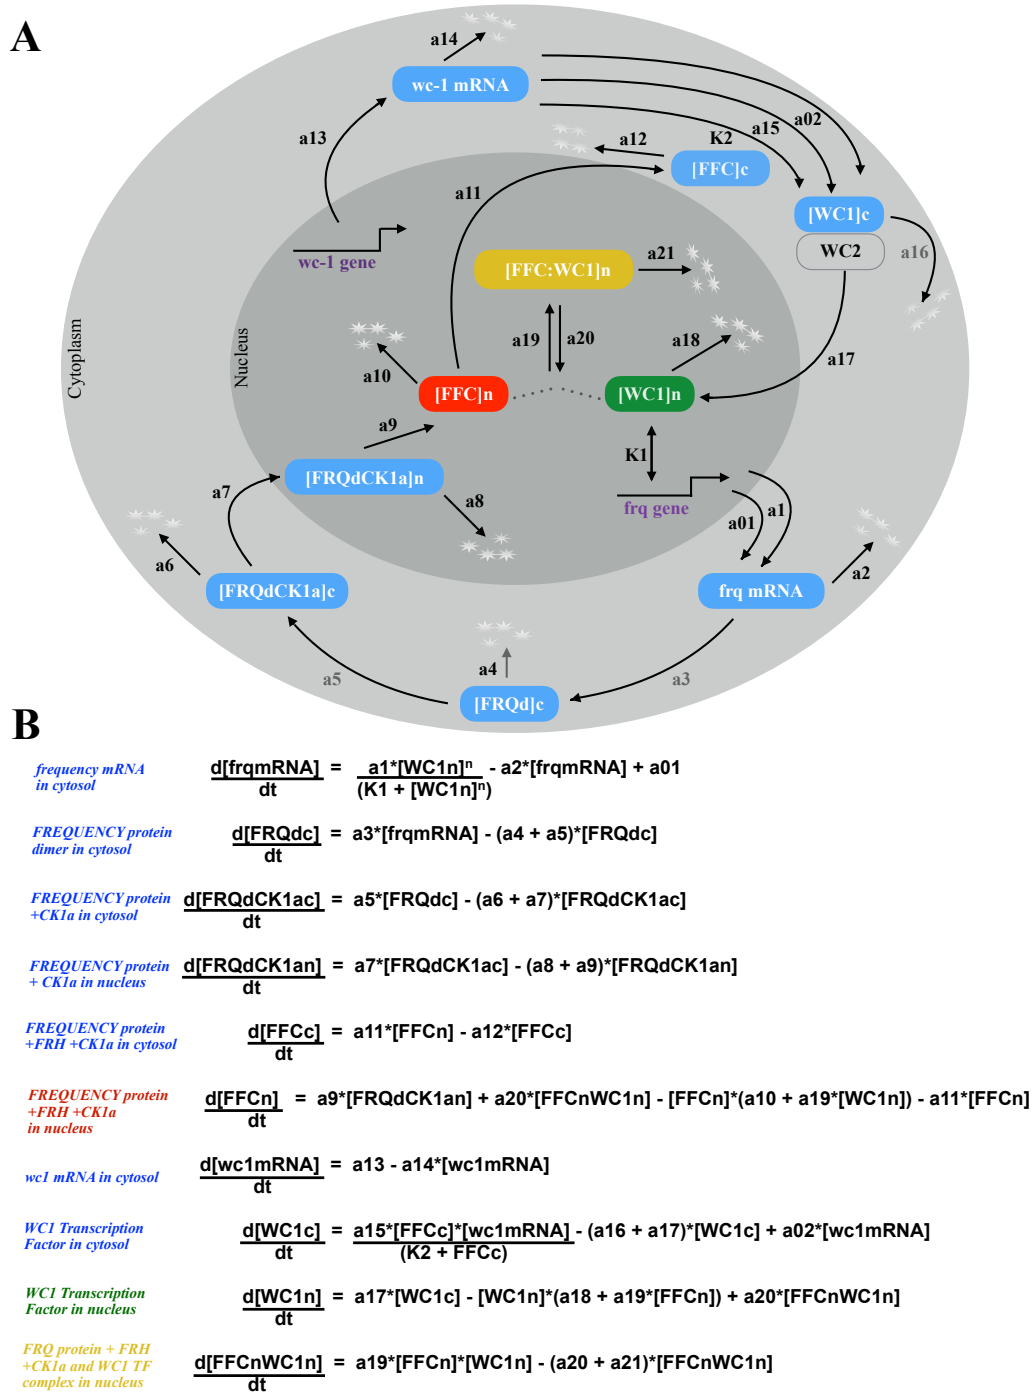 A
a14
wc-1 mRNA
a02
a15
a13
a12
K2
[FFC]c
a11
[WC1]c
WC2
a16
wc-1 gene
[FFC:WC1]n
a21
Cytoplasm
Nucleus
a19
a20
a18
a17
a10
[FFC]n
[WC1]n
a9
K1
[FRQdCK1a]n
a7
a8
frq gene
a01
a1
a6
[FRQdCK1a]c
frq mRNA
a2
a4
a5
a3
[FRQd]c
B
frequency mRNA
in cytosol
d[frqmRNA] = a1*[WC1n]ⁿ - a2*[frqmRNA] + a01
dt (K1 + [WC1n]ⁿ)
FREQUENCY protein
dimer in cytosol
d[FRQdc] = a3*[frqmRNA] - (a4 + a5)*[FRQdc]
dt
FREQUENCY protein
+CK1a in cytosol
d[FRQdCK1ac] = a5*[FRQdc] - (a6 + a7)*[FRQdCK1ac]
dt
FREQUENCY protein
+ CK1a in nucleus
d[FRQdCK1an] = a7*[FRQdCK1ac] - (a8 + a9)*[FRQdCK1an]
dt
FREQUENCY protein
+FRH +CK1a in cytosol
d[FFCc] = a11*[FFCn] - a12*[FFCc]
dt
FREQUENCY protein
+FRH +CK1a
in nucleus
d[FFCn] = a9*[FRQdCK1an] + a20*[FFCnWC1n] - [FFCn]*(a10 + a19*[WC1n]) - a11*[FFCn]
dt
wc1 mRNA in cytosol
d[wc1mRNA] = a13 - a14*[wc1mRNA]
dt
WC1 Transcription
Factor in cytosol
d[WC1c] = a15*[FFCc]*[wc1mRNA] - (a16 + a17)*[WC1c] + a02*[wc1mRNA]
dt (K2 + FFCc)
WC1 Transcription
Factor in nucleus
d[WC1n] = a17*[WC1c] - [WC1n]*(a18 + a19*[FFCn]) + a20*[FFCnWC1n]
dt
FRQ protein + FRH
+CK1a and WC1 TF
complex in nucleus
d[FFCnWC1n] = a19*[FFCn]*[WC1n] - (a20 + a21)*[FFCnWC1n]
dt